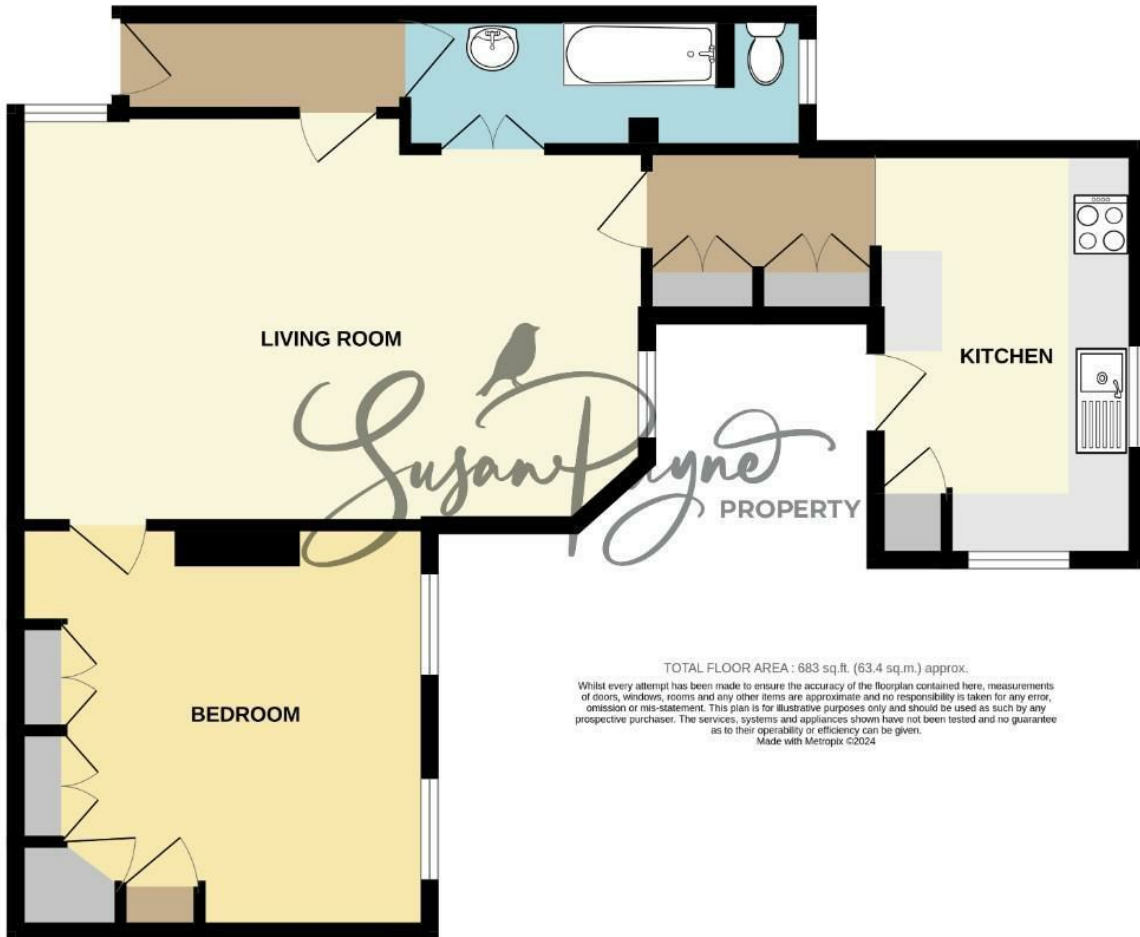 LIVING ROOM
KITCHEN
Susan Payne
PROPERTY
BEDROOM
TOTAL FLOOR AREA : 683 sq.ft. (63.4 sq.m.) approx.
Whilst every attempt has been made to ensure the accuracy of the floorplan contained here, measurements
of doors, windows, rooms and any other items are approximate and no responsibility is taken for any error,
omission or mis-statement. This plan is for illustrative purposes only and should be used as such by any
prospective purchaser. The services, systems and appliances shown have not been tested and no guarantee
as to their operability or efficiency can be given.
Made with Metropix ©2024